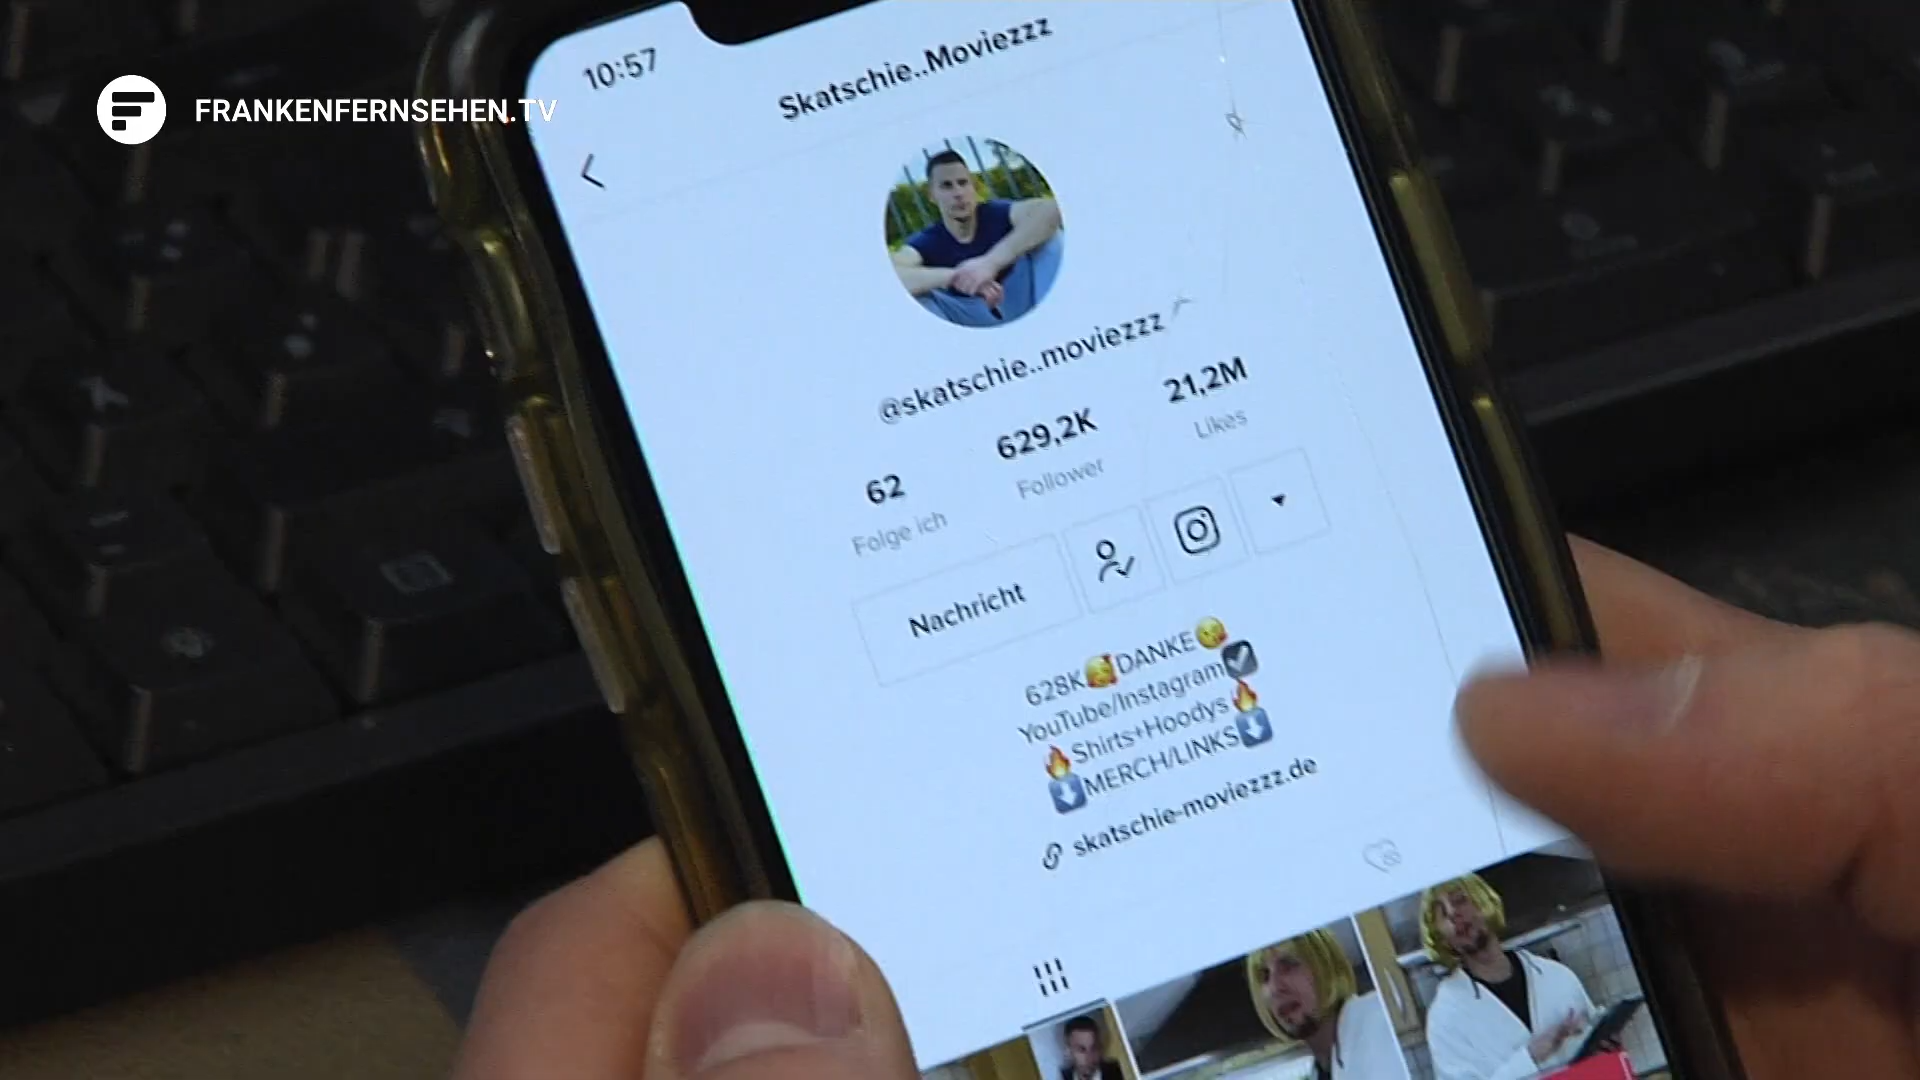 FRANKENFERNSEHEN.TV
10:57
Skatschie..Moviezzz
@skatschie..moviezzz
62
Folge ich
629,2K
Follower
21,2M
Likes
Nachricht
628K🥰DANKE😘
YouTube/Instagram☑️
🔥Shirts+Hoodys🔥
⬇️MERCH/LINKS⬇️
skatschie-moviezzz.de